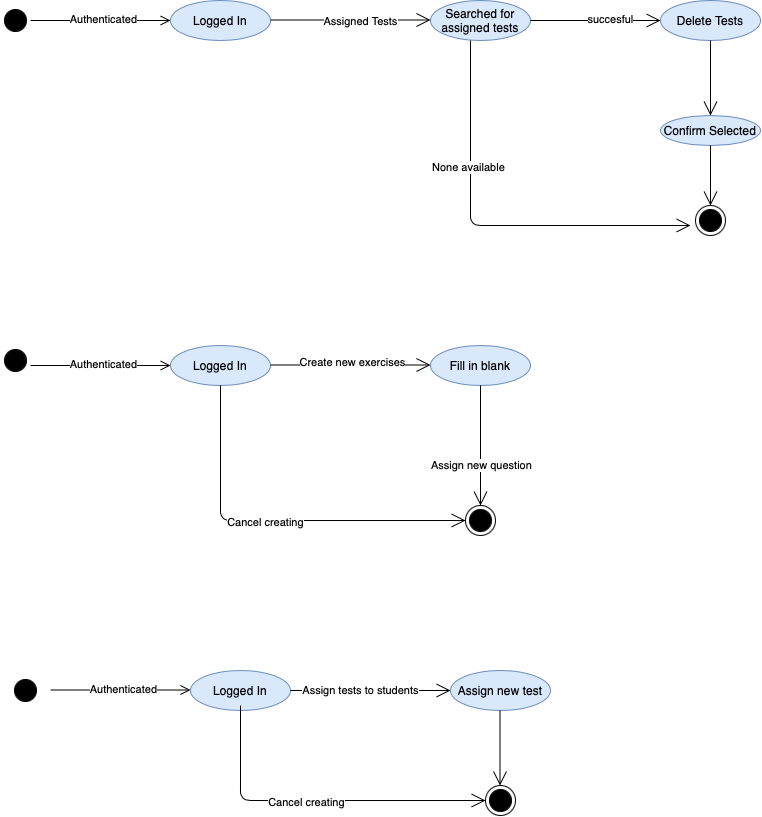 Authenticated
Logged In
Assigned Tests
Searched for
assigned tests
succesful
Delete Tests
Confirm Selected
None available
Authenticated
Logged In
Create new exercises
Fill in blank
Assign new question
Cancel creating
Authenticated
Logged In
Assign tests to students
Assign new test
Cancel creating